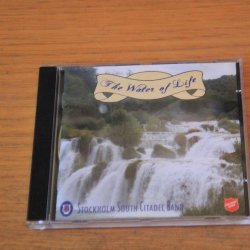 The Water of Life
STOCKHOLM SOUTH CITADEL BAND